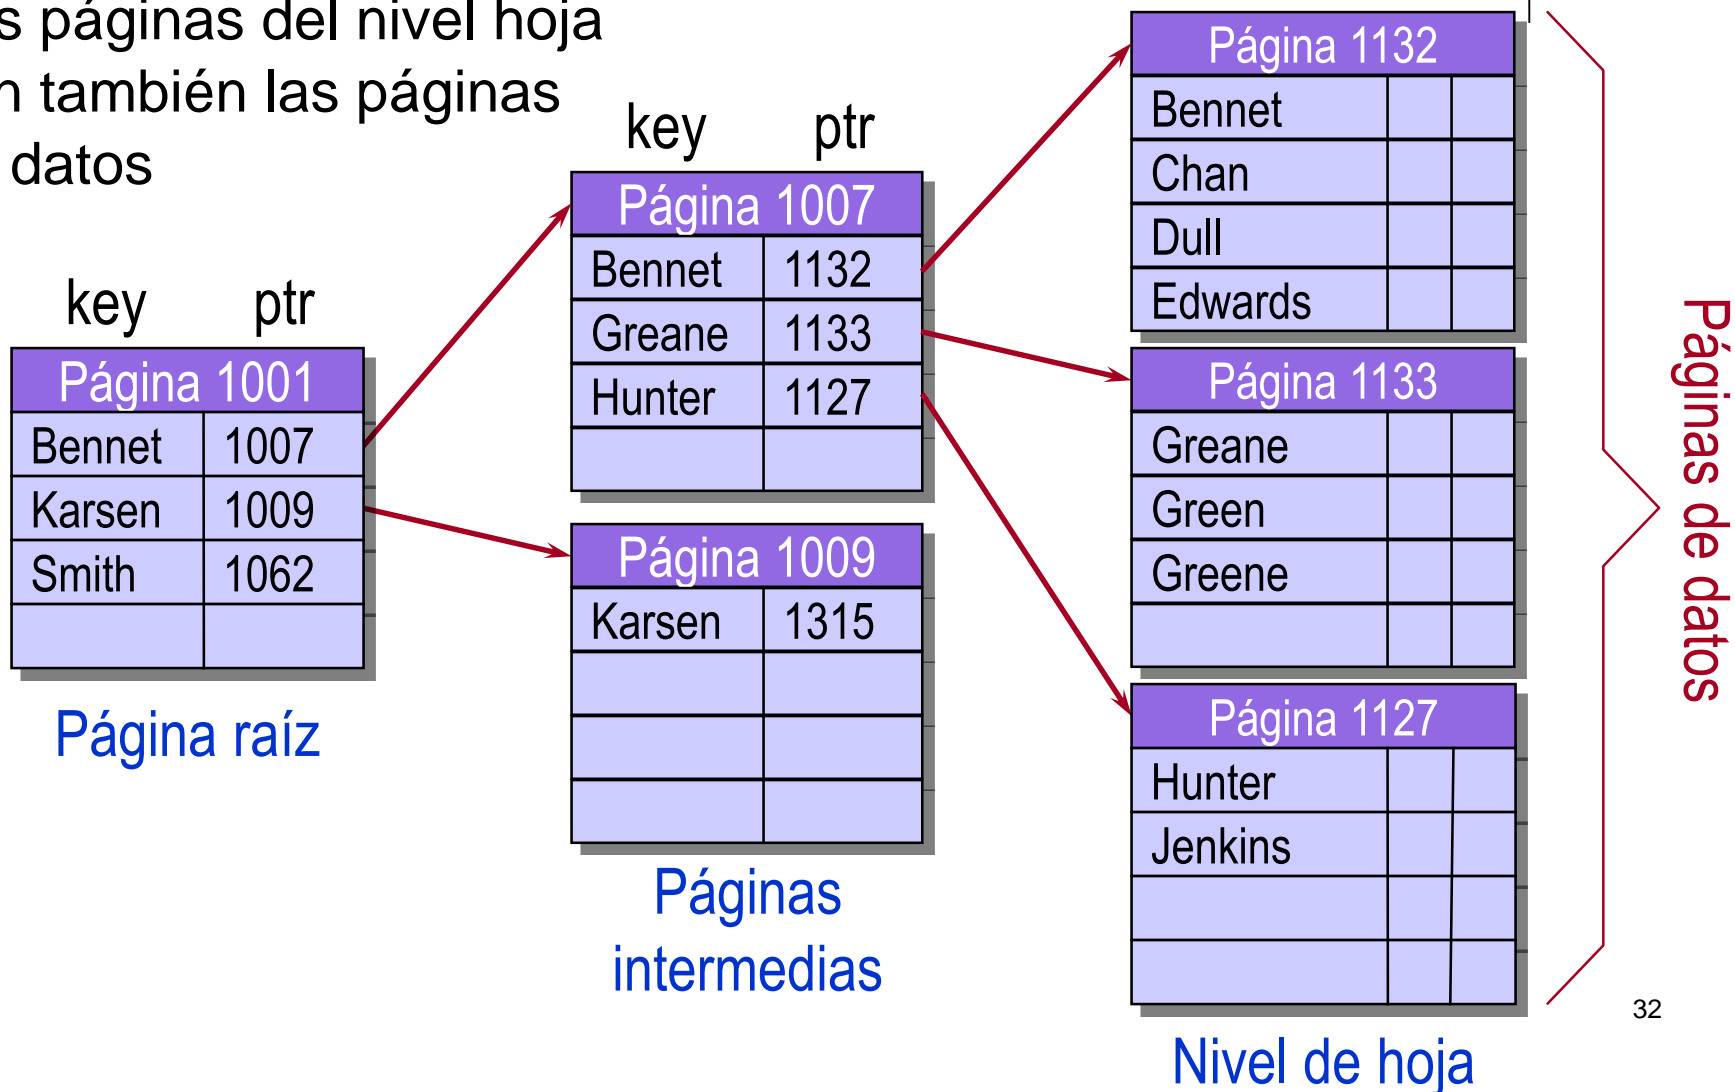 s páginas del nivel hoja
n también las páginas
datos
key ptr
Página 1001
Bennet 1007
Karsen 1009
Smith 1062
Página raíz
key ptr
Página 1007
Bennet 1132
Greane 1133
Hunter 1127
Página 1009
Karsen 1315
Páginas
intermedias
Página 1132
Bennet
Chan
Dull
Edwards
Página 1133
Greane
Green
Greene
Página 1127
Hunter
Jenkins
Nivel de hoja
Páginas de datos
32